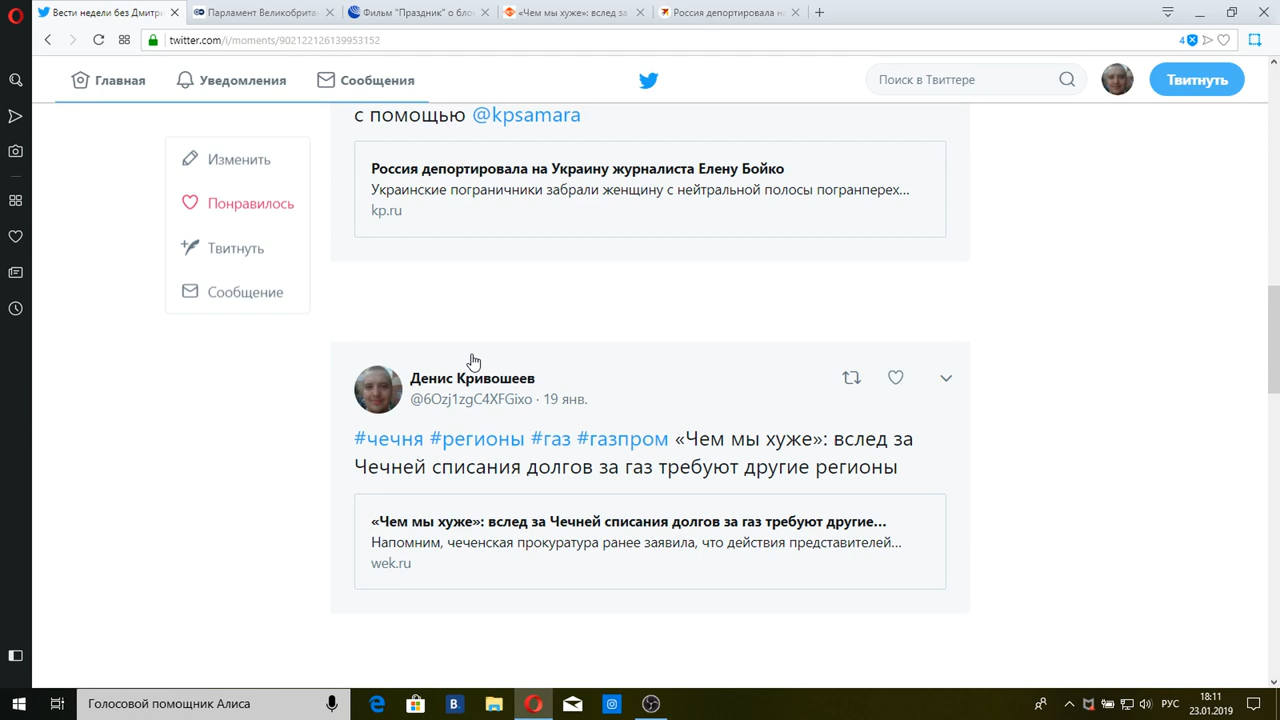 Вести недели без Дмитри
Парламент Великобритан
Фильм "Праздник" о блок
«Чем мы хуже»: вслед за
Россия депортировала на
twitter.com/i/moments/902122126139953152
4
Главная
Уведомления
Сообщения
Поиск в Твиттере
Твитнуть
с помощью @kpsamara
Изменить
Понравилось
Твитнуть
Сообщение
Россия депортировала на Украину журналиста Елену Бойко
Украинские пограничники забрали женщину с нейтральной полосы погранперех...
kp.ru
Денис Кривошеев
@6Ozj1zgC4XFGixo · 19 янв.
#чечня #регионы #газ #газпром «Чем мы хуже»: вслед за
Чечней списания долгов за газ требуют другие регионы
«Чем мы хуже»: вслед за Чечней списания долгов за газ требуют другие...
Напомним, чеченская прокуратура ранее заявила, что действия представителей...
wek.ru
Голосовой помощник Алиса
РУС
18:11
23.01.2019